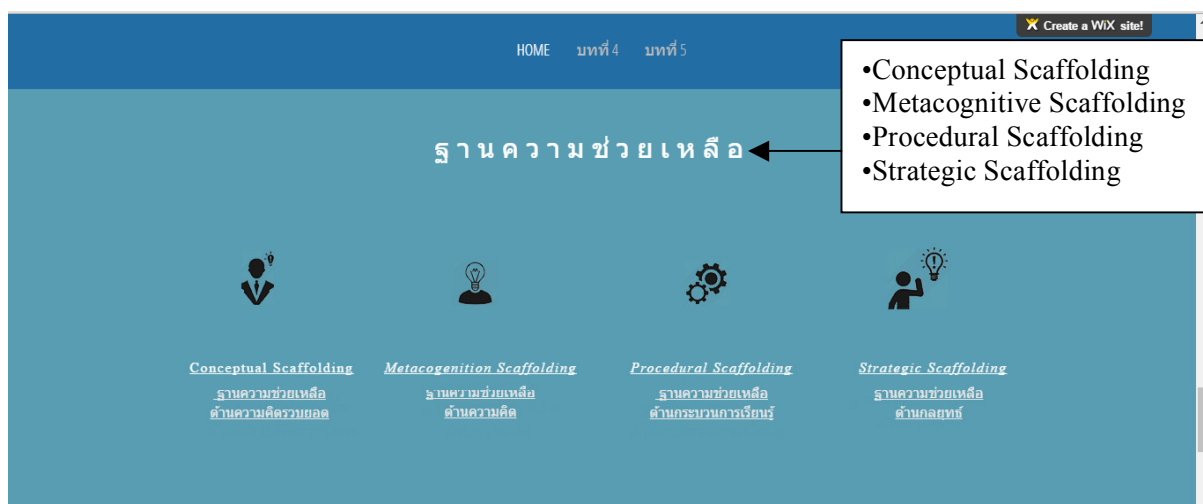 Create a WiX site!
HOME บทที่ 4 บทที่ 5
•Conceptual Scaffolding
•Metacognitive Scaffolding
•Procedural Scaffolding
•Strategic Scaffolding
ฐานความช่วยเหลือ
Conceptual Scaffolding
ฐานความช่วยเหลือ
ด้านความคิดรวบยอด
Metacogenition Scaffolding
ฐานความช่วยเหลือ
ด้านความคิด
Procedural Scaffolding
ฐานความช่วยเหลือ
ด้านกระบวนการเรียนรู้
Strategic Scaffolding
ฐานความช่วยเหลือ
ด้านกลยุทธ์